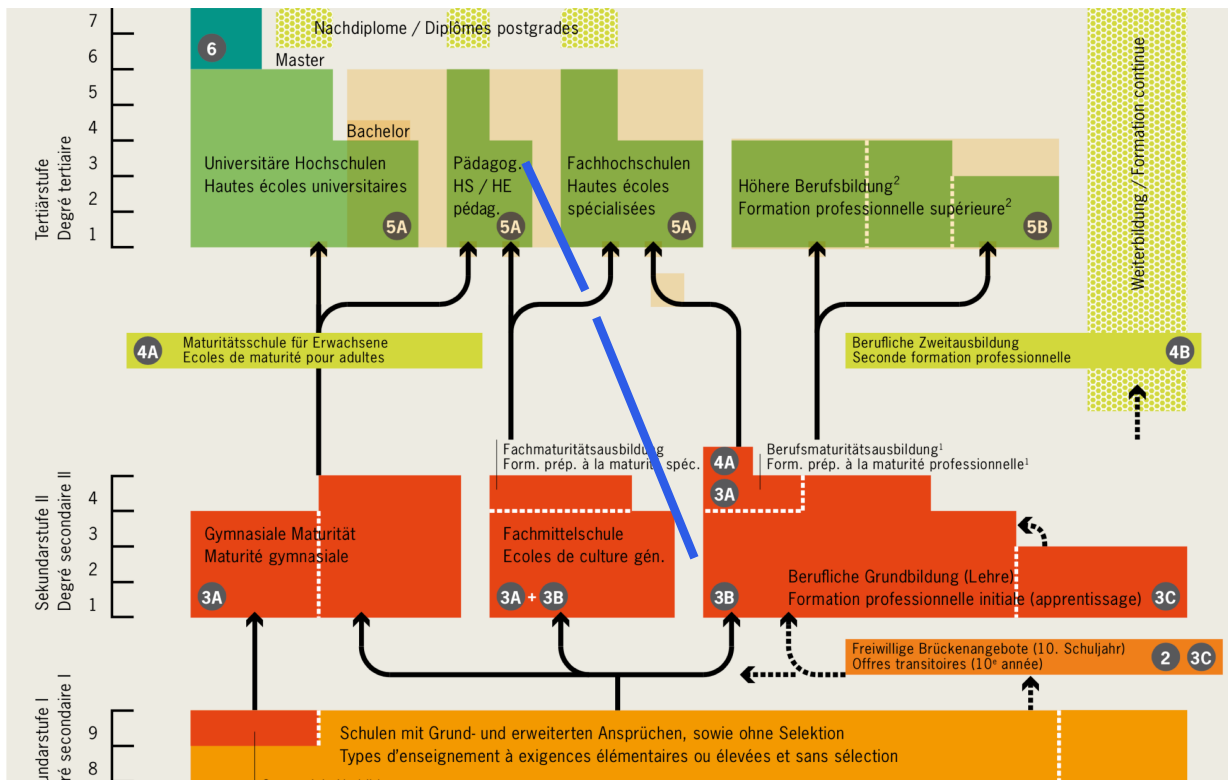 7
6
5
4
3
2
1
Tertiärstufe
Degré tertiaire
6
Nachdiplome / Diplômes postgrades
Master
Bachelor
Universitäre Hochschulen
Hautes écoles universitaires
5A
Pädagog.
HS / HE
pédag.
5A
Fachhochschulen
Hautes écoles
spécialisées
5A
Höhere Berufsbildung²
Formation professionnelle supérieure²
5B
Weiterbildung / Formation continue
4A
Maturitätsschule für Erwachsene
Ecoles de maturité pour adultes
Berufliche Zweitausbildung
Seconde formation professionnelle
4B
4
3
2
1
Sekundarstufe II
Degré secondaire II
Gymnasiale Maturität
Maturité gymnasiale
3A
Fachmaturitätsausbildung
Form. prép. à la maturité spéc.
Fachmittelschule
Ecoles de culture gén.
3A + 3B
4A
3A
Berufsmaturitätsausbildung¹
Form. prép. à la maturité professionnelle¹
3B
Berufliche Grundbildung (Lehre)
Formation professionnelle initiale (apprentissage)
3C
Freiwillige Brückenangebote (10. Schuljahr)
Offres transitoires (10e année)
2
3C
9
8
undarstufe I
ré secondaire I
Schulen mit Grund- und erweiterten Ansprüchen, sowie ohne Selektion
Types d'enseignement à exigences élémentaires ou élevées et sans sélection